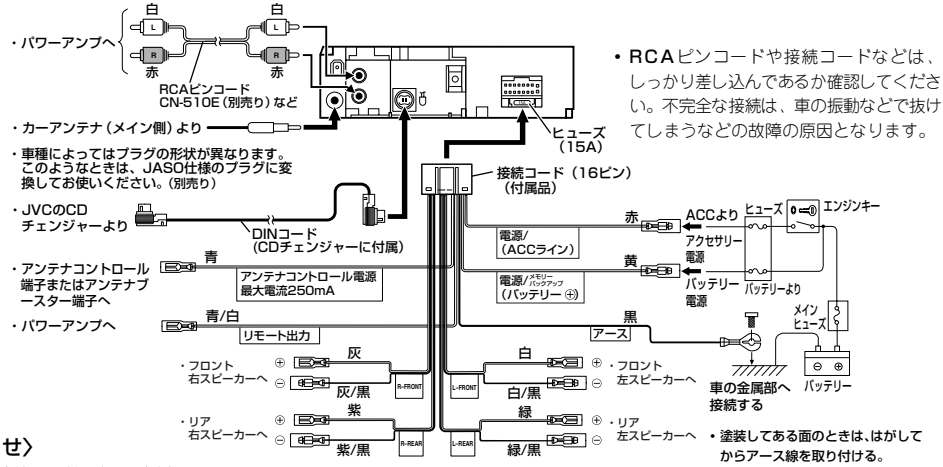 白
白
・パワーアンプへ
L
L
R
R
赤
赤
RCAピンコード
CN-510E (別売り) など
・カーアンテナ (メイン側) より
・車種によってはプラグの形状が異なります。
このようなときは、JASO仕様のプラグに変
換してお使いください。(別売り)
・JVCのCD
チェンジャーより
DINコード
(CDチェンジャーに付属)
ヒューズ
(15A)
接続コード (16ピン)
(付属品)
• RCAピンコードや接続コードなどは、
しっかり差し込んであるか確認してくださ
い。不完全な接続は、車の振動などで抜け
てしまうなどの故障の原因となります。
・アンテナコントロール
端子またはアンテナブ
ースター端子へ
青
アンテナコントロール電源
最大電流250mA
・パワーアンプへ
青/白
リモート出力
赤
電源/
(ACCライン)
ACCより
アクセサリー
電源
ヒューズ
エンジンキー
黄
電源/メモリーバックアップ
(バッテリー ⊕)
バッテリー
電源
バッテリーより
メイン
ヒューズ
黒
アース
車の金属部へ
接続する
⊖ ⊕
バッテリー
・フロント
右スピーカーへ
⊕
灰
⊖
灰/黒
R-FRONT
L-FRONT
白
⊕
白/黒
⊖
・フロント
左スピーカーへ
・リア
右スピーカーへ
⊕
紫
⊖
紫/黒
R-REAR
L-REAR
緑
⊕
緑/黒
⊖
・リア
左スピーカーへ
• 塗装してある面のときは、はがして
からアース線を取り付ける。
せ〉